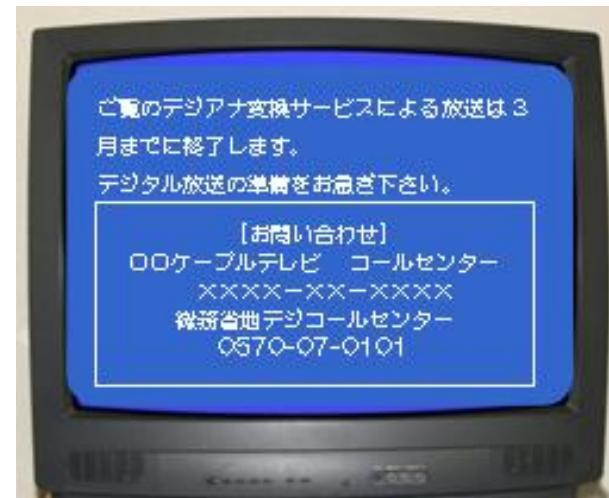 ご覧のデジアナ変換サービスによる放送は3
月までに終了します。
デジタル放送の準備をお急ぎ下さい。
[お問い合わせ]
〇〇ケーブルテレビ コールセンター
××××-××-××××
総務省地デジコールセンター
0570-07-0101